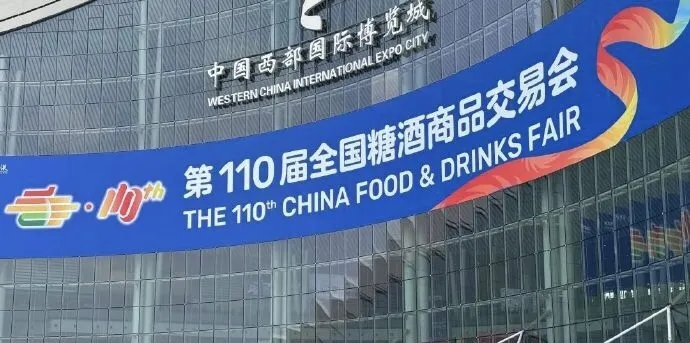 中国西部国际博览城
WESTERN CHINA INTERNATIONAL EXPO CITY
第110届全国糖酒商品交易会
THE 110th CHINA FOOD & DRINKS FAIR
110th